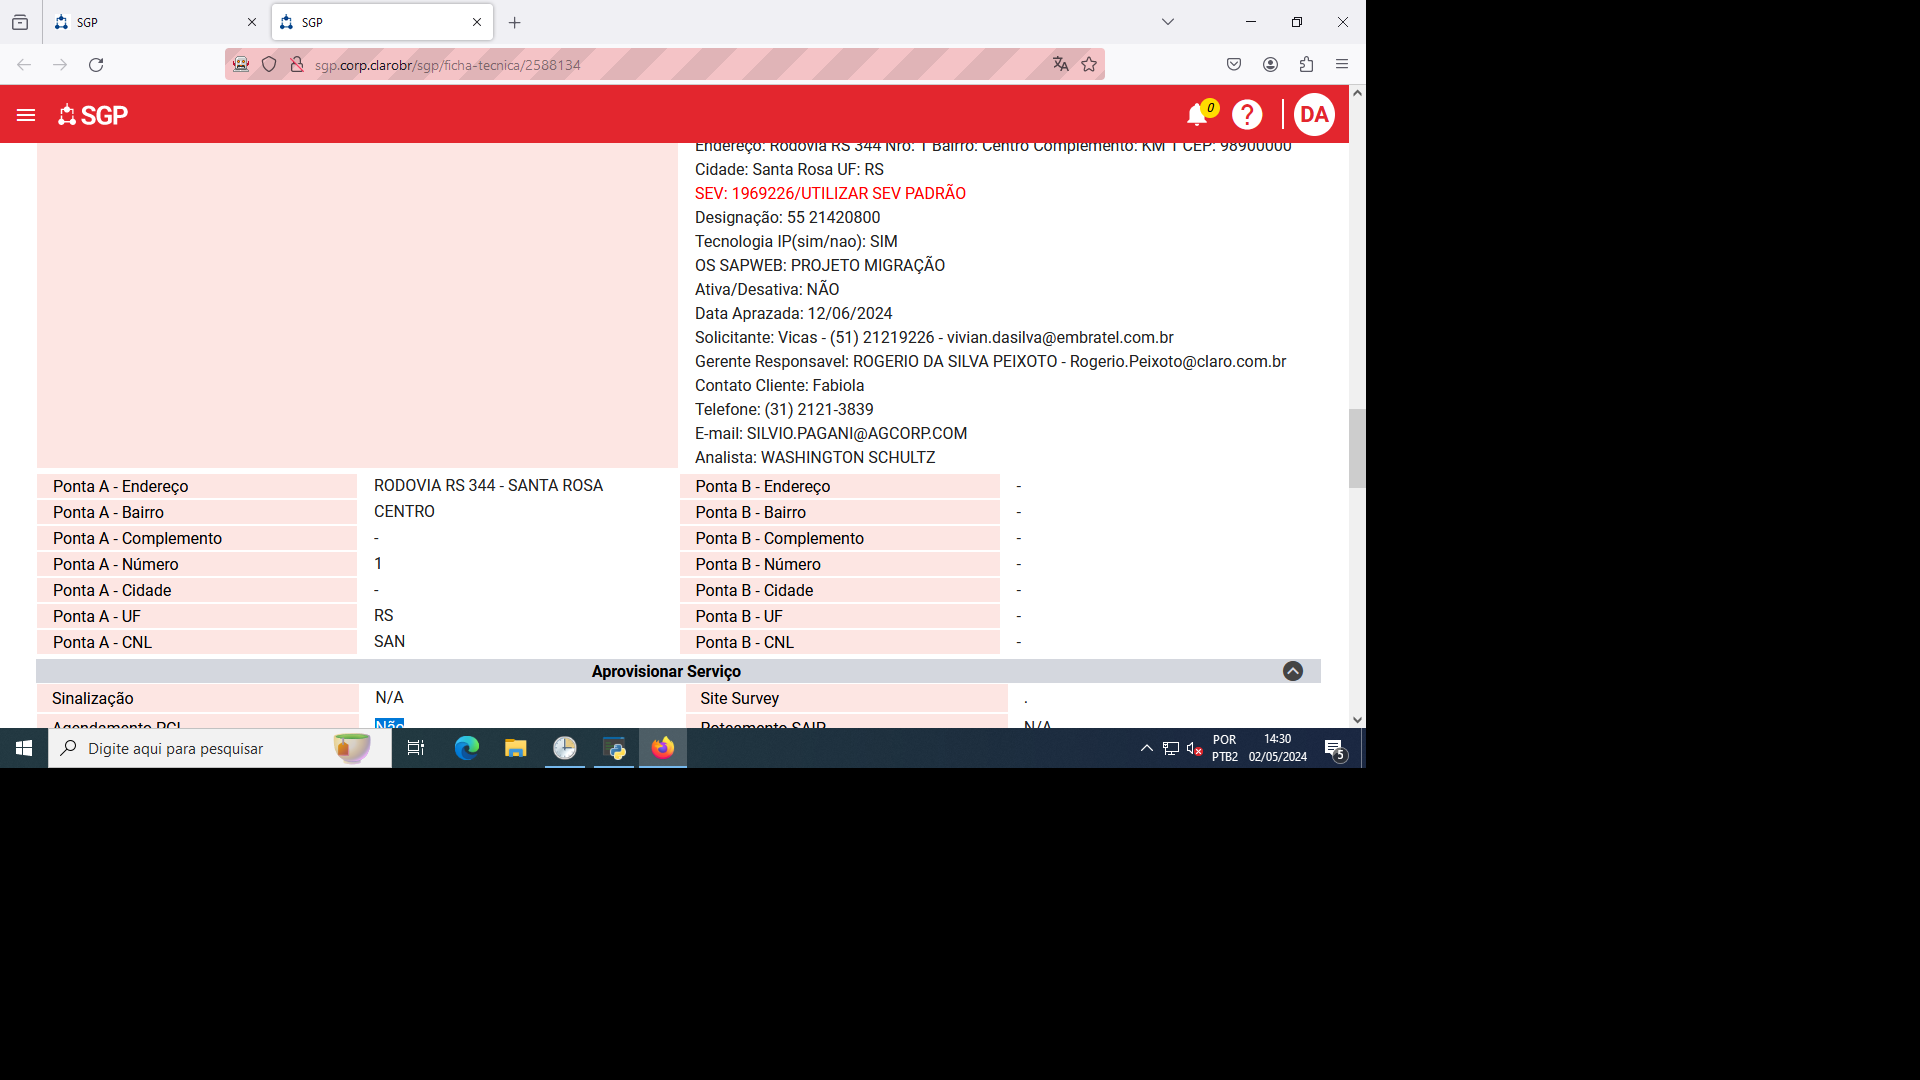 SGP
SGP
sgp.corp.clarobr/sgp/ficha-tecnica/2588134
SGP
0
?
DA
Endereço: Rodovia RS 344 Nro: 1 Bairro: Centro Complemento: KM 1 CEP: 98900000
Cidade: Santa Rosa UF: RS
SEV: 1969226/UTILIZAR SEV PADRÃO
Designação: 55 21420800
Tecnologia IP(sim/nao): SIM
OS SAPWEB: PROJETO MIGRAÇÃO
Ativa/Desativa: NÃO
Data Aprazada: 12/06/2024
Solicitante: Vicas - (51) 21219226 - vivian.dasilva@embratel.com.br
Gerente Responsavel: ROGERIO DA SILVA PEIXOTO - Rogerio.Peixoto@claro.com.br
Contato Cliente: Fabiola
Telefone: (31) 2121-3839
E-mail: SILVIO.PAGANI@AGCORP.COM
Analista: WASHINGTON SCHULTZ
Ponta A - Endereço RODOVIA RS 344 - SANTA ROSA Ponta B - Endereço -
Ponta A - Bairro CENTRO Ponta B - Bairro -
Ponta A - Complemento - Ponta B - Complemento -
Ponta A - Número 1 Ponta B - Número -
Ponta A - Cidade - Ponta B - Cidade -
Ponta A - UF RS Ponta B - UF -
Ponta A - CNL SAN Ponta B - CNL -
Aprovisionar Serviço
Sinalização N/A Site Survey .
Agendamento RCL Não Roteamento SAIP N/A
Digite aqui para pesquisar
POR
PTB2
14:30
02/05/2024
5